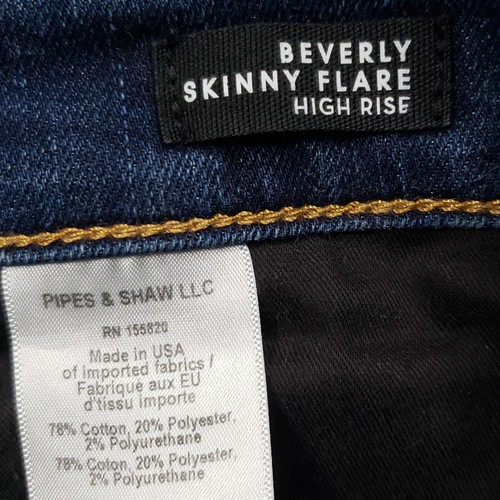 BEVERLY
SKINNY FLARE
HIGH RISE
PIPES & SHAW LLC
RN 155820
Made in USA
of Imported fabrics /
Fabriqué aux EU
d'tissu importe
78% Cotton, 20% Polyester,
2% Polyurethane
78% Coton, 20% Polyester,
2% Polyurethane